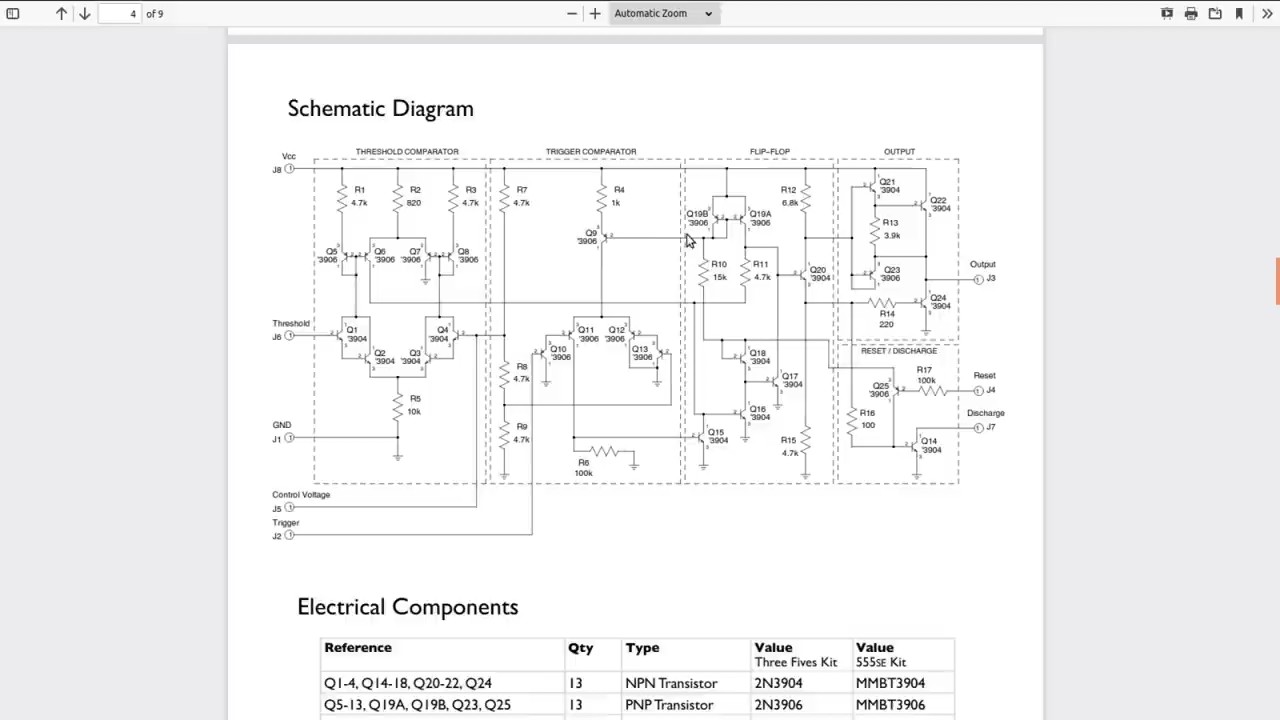 4 of 9
Automatic Zoom
Schematic Diagram
THRESHOLD COMPARATOR
TRIGGER COMPARATOR
FLIP-FLOP
OUTPUT
Vcc
J8
R1
4.7k
R2
820
R3
4.7k
R7
4.7k
R4
1k
Q19B
'3906
Q19A
'3906
R12
6.8k
Q21
'3904
Q22
'3904
R13
3.9k
Q5
'3906
Q6
'3906
Q7
'3906
Q8
'3906
Q9
'3906
R10
15k
R11
4.7k
Q20
'3904
Q23
'3906
Output
J3
Q24
'3904
R14
220
Threshold
J6
Q1
'3904
Q2
'3904
Q3
'3904
Q4
'3904
Q10
'3906
Q11
'3906
Q12
'3906
Q13
'3906
R8
4.7k
Q18
'3904
Q17
'3904
RESET / DISCHARGE
R17
100k
Reset
J4
Q25
'3906
R5
10k
GND
J1
R9
4.7k
R6
100k
Q15
'3904
Q16
'3904
R15
4.7k
R16
100
Discharge
J7
Q14
'3904
Control Voltage
J5
Trigger
J2
Electrical Components
Reference Qty Type Value Value
Three Fives Kit 555SE Kit
Q1-4, Q14-18, Q20-22, Q24 13 NPN Transistor 2N3904 MMBT3904
Q5-13, Q19A, Q19B, Q23, Q25 13 PNP Transistor 2N3906 MMBT3906